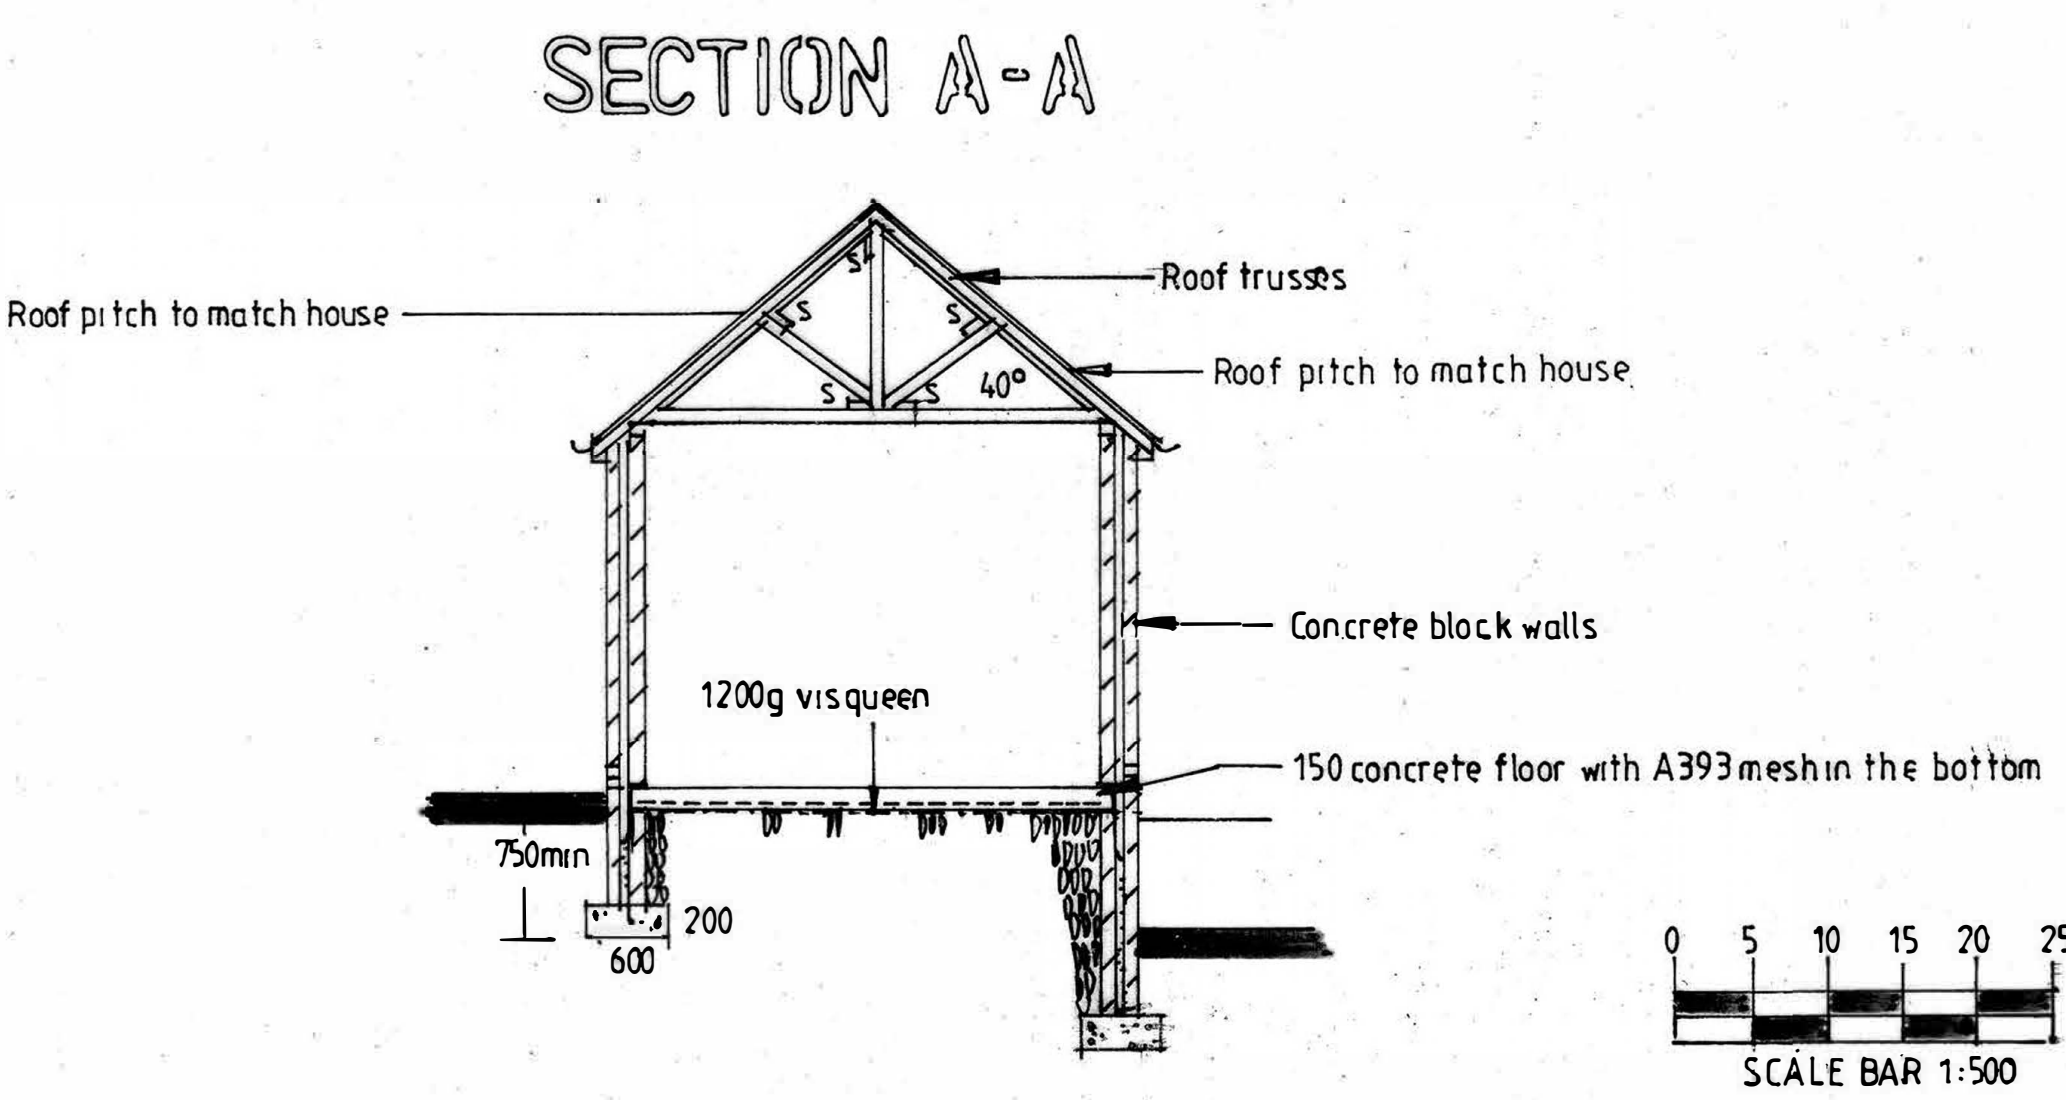 SECTION A-A
Roof trusses
Roof pitch to match house
S
S
S
Roof pitch to match house
S
S
40°
Concrete block walls
1200g visqueen
150 concrete floor with A393 mesh in the bottom
750min
200
600
0 5 10 15 20 25
SCALE BAR 1:500